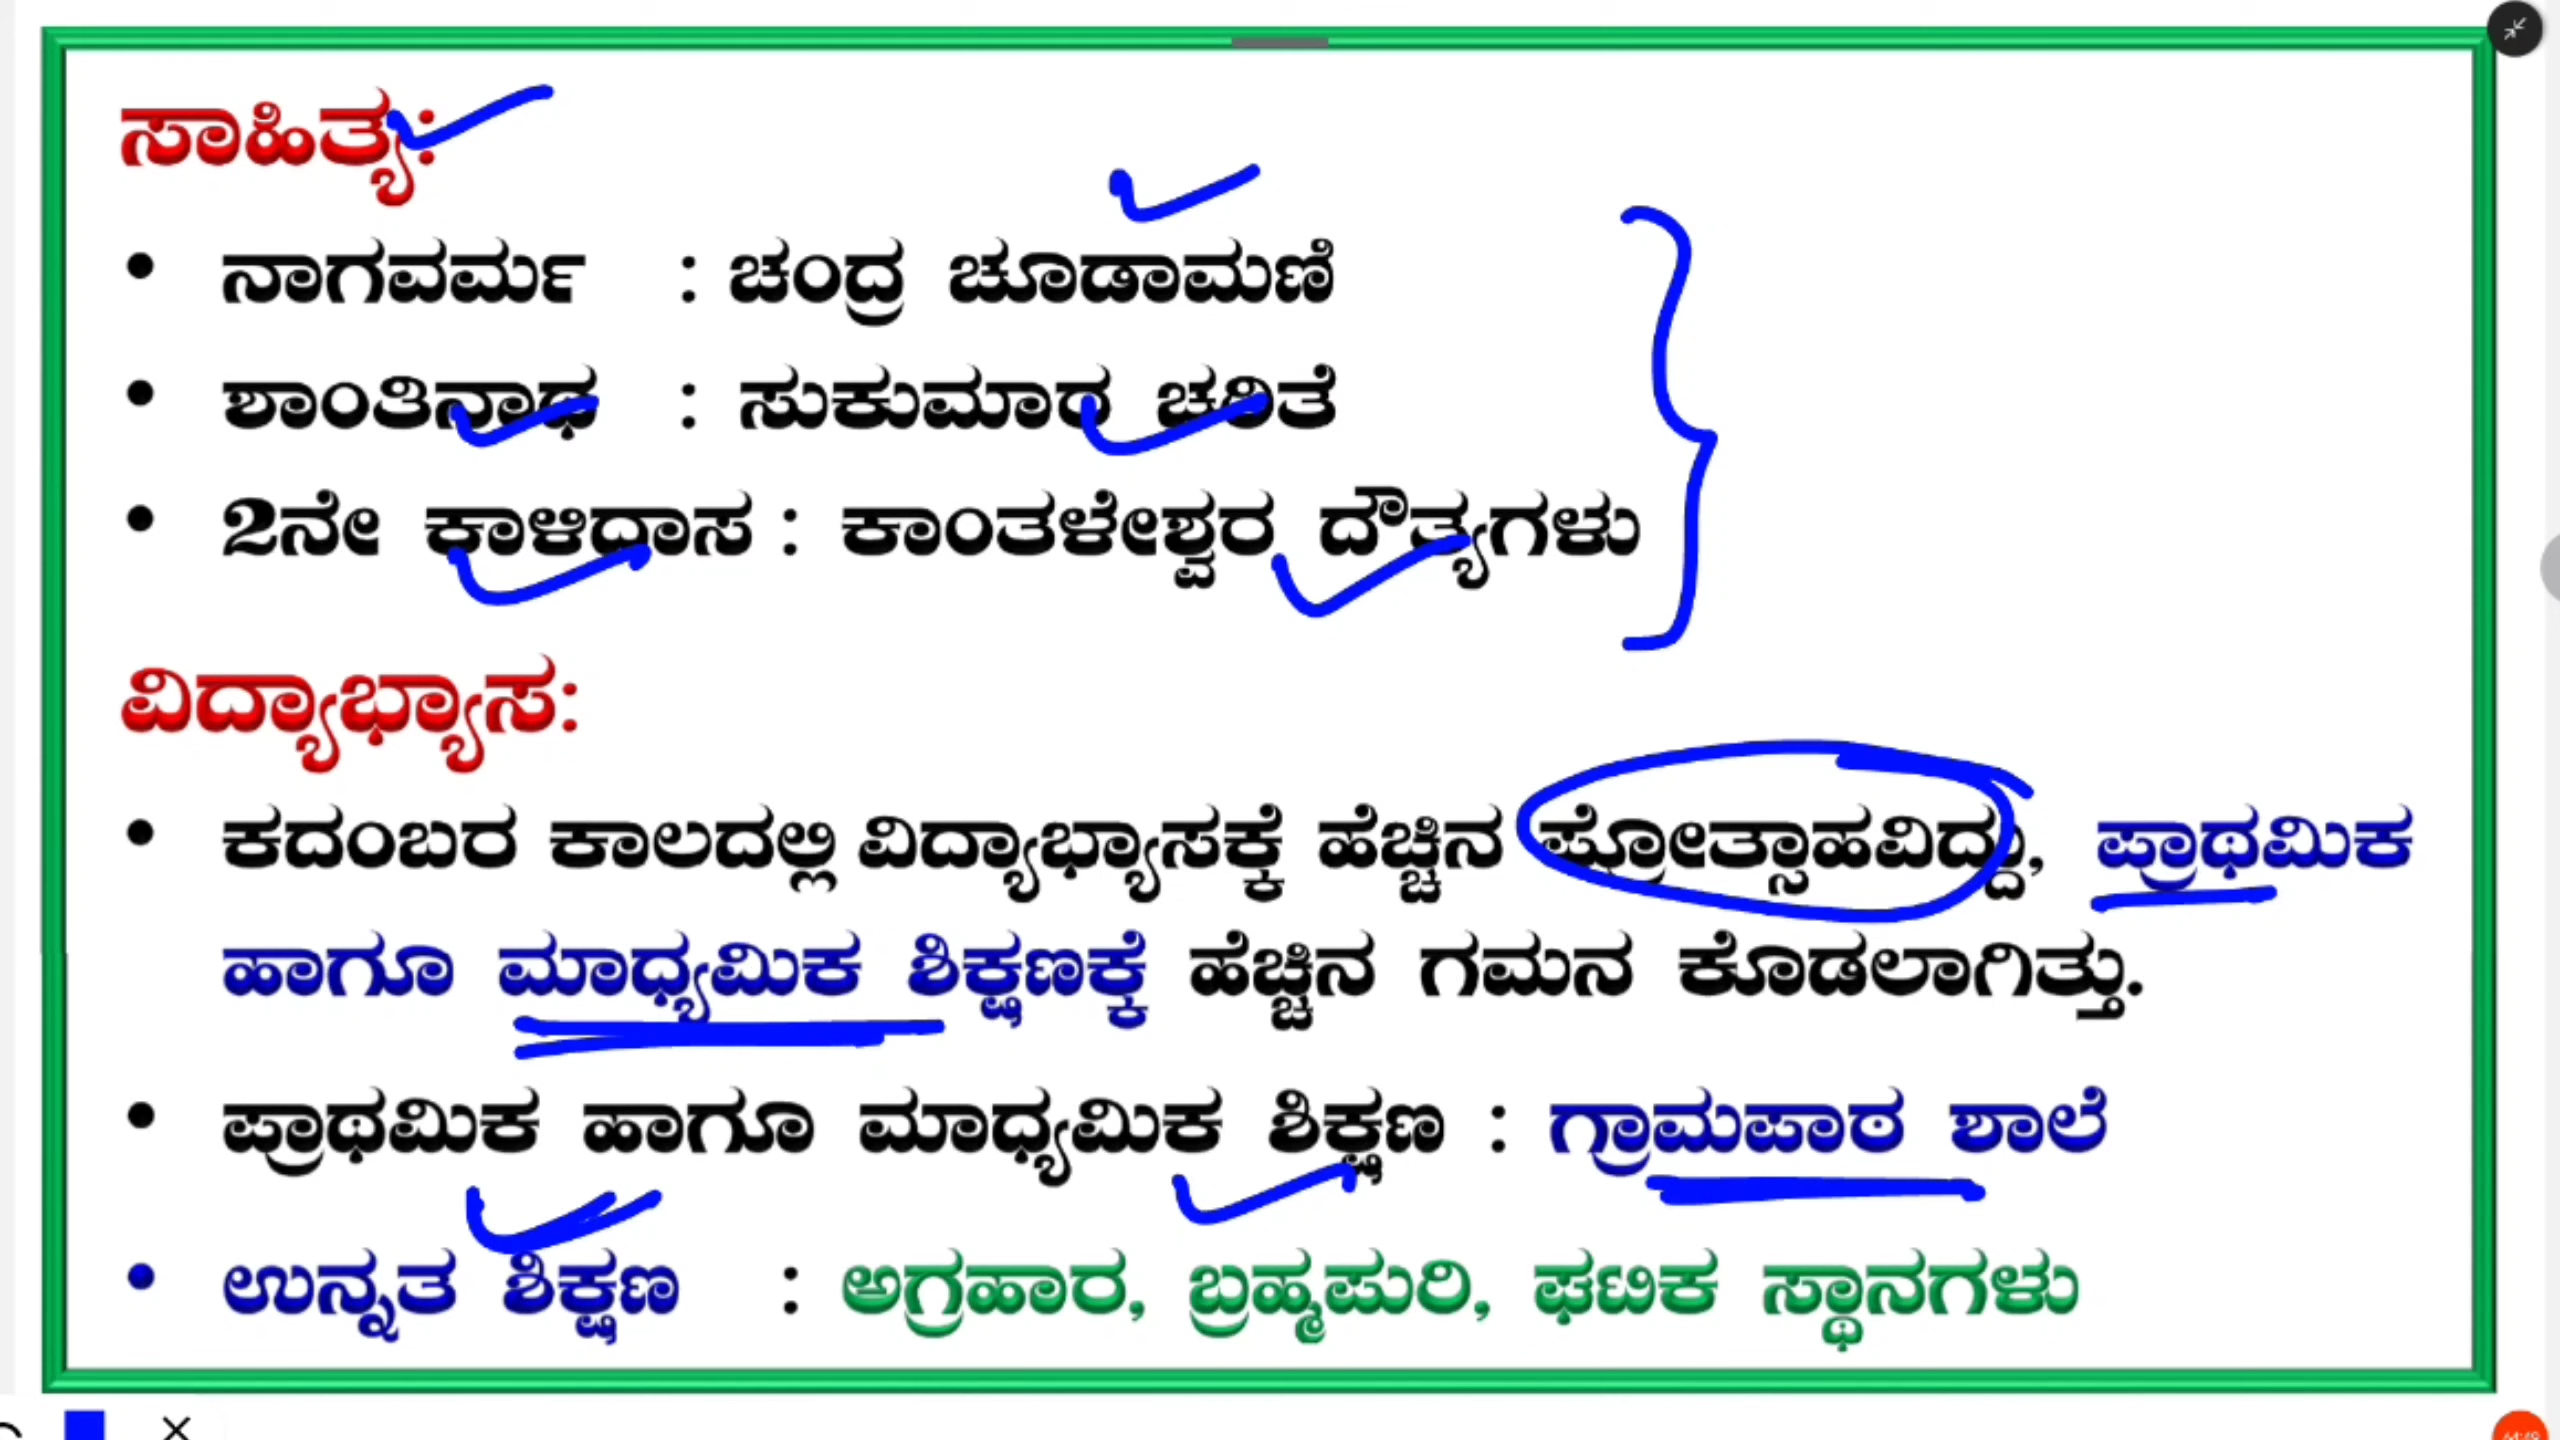 ಸಾಹಿತ್ಯ:
• ನಾಗವರ್ಮ : ಚಂದ್ರ ಚೂಡಾಮಣಿ
• ಶಾಂತಿನಾಥ : ಸುಕುಮಾರ ಚರಿತೆ
• 2ನೇ ಕಾಳಿದಾಸ : ಕಾಂತಳೇಶ್ವರ ದೌತ್ಯಗಳು
ವಿದ್ಯಾಭ್ಯಾಸ:
• ಕದಂಬರ ಕಾಲದಲ್ಲಿ ವಿದ್ಯಾಭ್ಯಾಸಕ್ಕೆ ಹೆಚ್ಚಿನ ಪ್ರೋತ್ಸಾಹವಿದ್ದು, ಪ್ರಾಥಮಿಕ
ಹಾಗೂ ಮಾಧ್ಯಮಿಕ ಶಿಕ್ಷಣಕ್ಕೆ ಹೆಚ್ಚಿನ ಗಮನ ಕೊಡಲಾಗಿತ್ತು.
• ಪ್ರಾಥಮಿಕ ಹಾಗೂ ಮಾಧ್ಯಮಿಕ ಶಿಕ್ಷಣ : ಗ್ರಾಮಪಾಠ ಶಾಲೆ
• ಉನ್ನತ ಶಿಕ್ಷಣ : ಅಗ್ರಹಾರ, ಬ್ರಹ್ಮಪುರಿ, ಘಟಿಕ ಸ್ಥಾನಗಳು